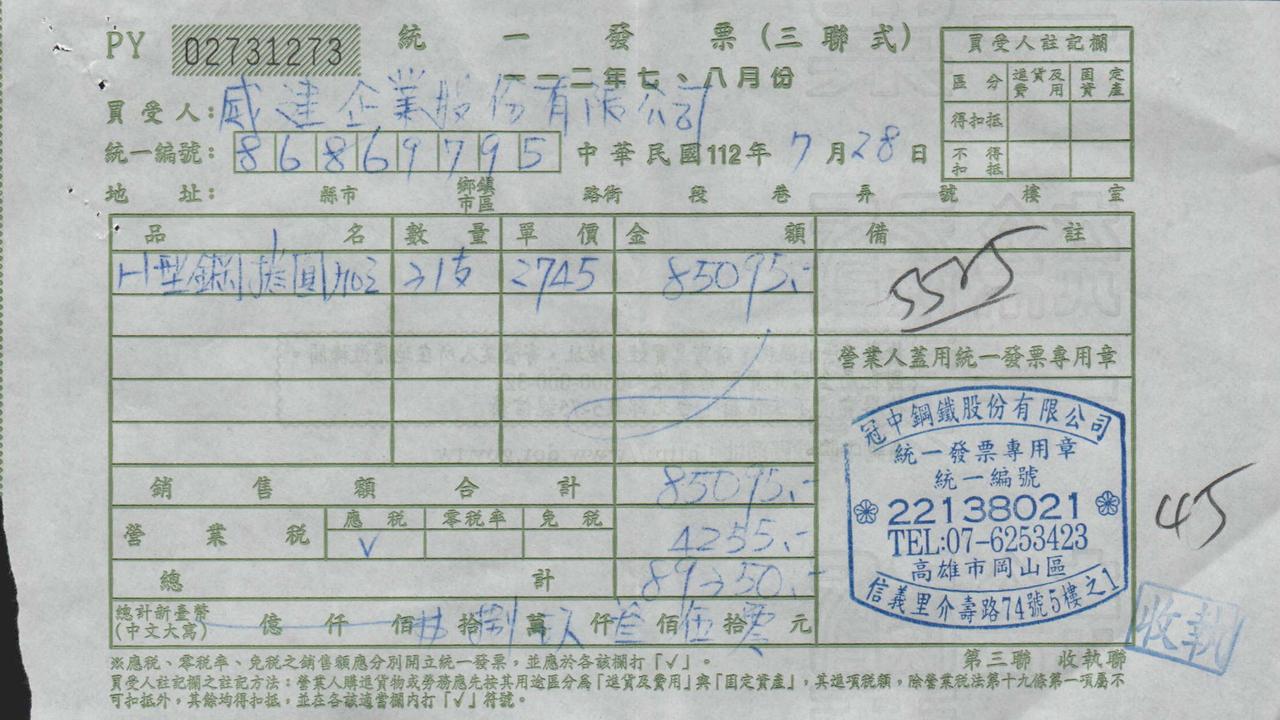 PY 02731273 統一發票(三聯式)
一一二年七、八月份
買受人註記欄
區分 進貨及費用 固定資產
得扣抵
不得扣抵
買受人: 威建企業股份有限公司
統一編號: 86869795 中華民國112年7月28日
地址: 縣市 鄉鎮市區 路街 段 巷 弄 號 樓 室
品名 數量 單價 金額 備註
H型鋼 31支 2745 85095.- 5525
營業人蓋用統一發票專用章
銷售額合計 85095.-
營業稅 應稅 零稅率 免稅
V 4255.-
總計 89350.-
總計新臺幣(中文大寫) 億 仟 佰 拾 捌 萬 仟 佰 伍 拾 零 元
冠中鋼鐵股份有限公司
統一發票專用章
統一編號
22138021
TEL:07-6253423
高雄市岡山區
信義里介壽路74號5樓之1
45
收執
第三聯 收執聯
※應稅、零稅率、免稅之銷售額應分別開立統一發票,並應於各該欄打「√」。
買受人註記欄之註記方法:營業人購進貨物或勞務應先按其用途區分為「進貨及費用」與「固定資產」,其進項稅額,除營業稅法第十九條第一項屬不
可扣抵外,其餘均得扣抵,並在各該適當欄內打「√」符號。